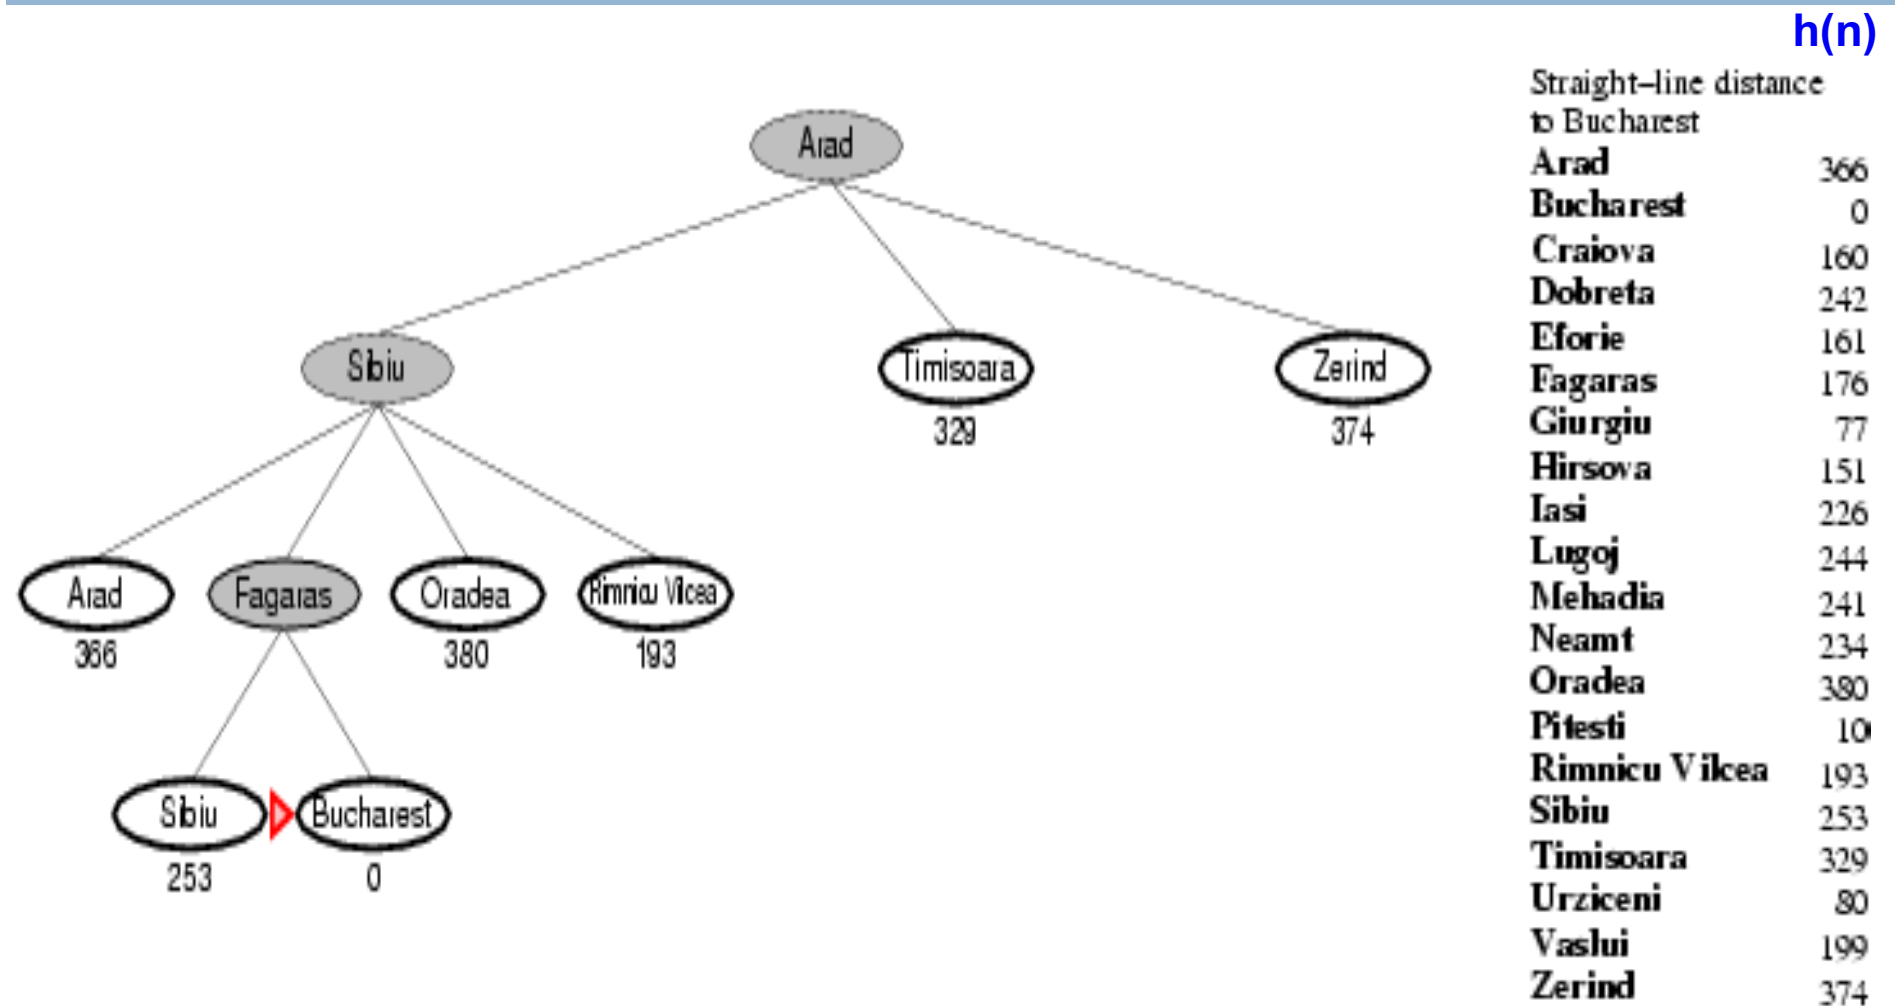 h(n)
Straight–line distance
to Bucharest
Arad 366
Bucharest 0
Craiova 160
Dobreta 242
Eforie 161
Fagaras 176
Giurgiu 77
Hirsova 151
Iasi 226
Lugoj 244
Mehadia 241
Neamt 234
Oradea 380
Pitesti 10
Rimnicu Vilcea 193
Sibiu 253
Timisoara 329
Urziceni 80
Vaslui 199
Zerind 374
Arad
Sibiu
Timisoara
Zerind
329
374
Arad
Fagaras
Oradea
Rimnicu Vilcea
366
380
193
Sibiu
Bucharest
253
0